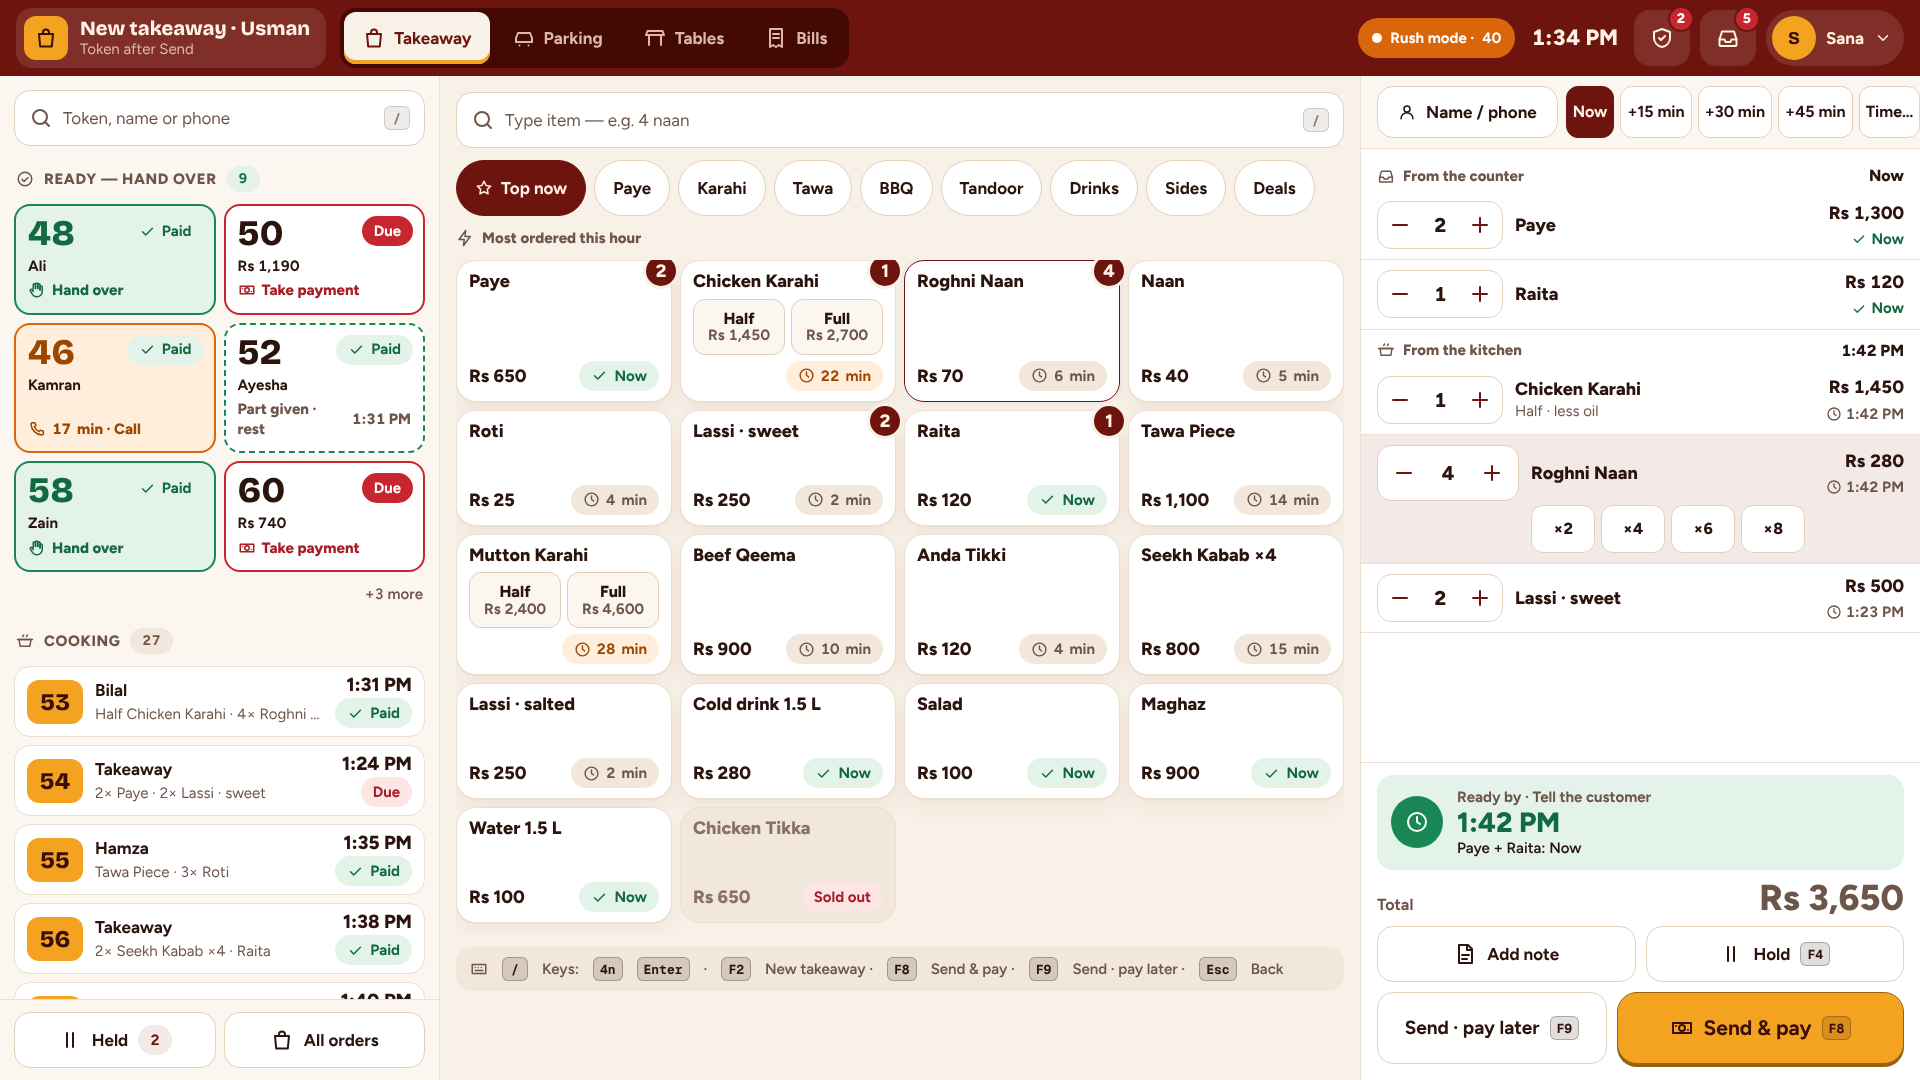 New takeaway · Usman
Token after Send
Takeaway
Parking
Tables
Bills
Rush mode · 40
1:34 PM
2
5
S
Sana
Token, name or phone
/
READY — HAND OVER 9
48
Paid
Ali
Hand over
50
Due
Rs 1,190
Take payment
46
Paid
Kamran
17 min · Call
52
Paid
Ayesha
Part given · rest
1:31 PM
58
Paid
Zain
Hand over
60
Due
Rs 740
Take payment
+3 more
COOKING 27
53
Bilal
1:31 PM
Half Chicken Karahi · 4× Roghni ...
Paid
54
Takeaway
1:24 PM
2× Paye · 2× Lassi · sweet
Due
55
Hamza
1:35 PM
Tawa Piece · 3× Roti
Paid
56
Takeaway
1:38 PM
2× Seekh Kabab ×4 · Raita
Paid
1:40 PM
Held 2
All orders
Type item — e.g. 4 naan
/
Top now
Paye
Karahi
Tawa
BBQ
Tandoor
Drinks
Sides
Deals
Most ordered this hour
Paye
2
Rs 650
Now
Chicken Karahi
1
Half
Rs 1,450
Full
Rs 2,700
22 min
Roghni Naan
4
Rs 70
6 min
Naan
Rs 40
5 min
Roti
Rs 25
4 min
Lassi · sweet
2
Rs 250
2 min
Raita
1
Rs 120
Now
Tawa Piece
Rs 1,100
14 min
Mutton Karahi
Half
Rs 2,400
Full
Rs 4,600
28 min
Beef Qeema
Rs 900
10 min
Anda Tikki
Rs 120
4 min
Seekh Kabab ×4
Rs 800
15 min
Lassi · salted
Rs 250
2 min
Cold drink 1.5 L
Rs 280
Now
Salad
Rs 100
Now
Maghaz
Rs 900
Now
Water 1.5 L
Rs 100
Now
Chicken Tikka
Rs 650
Sold out
/ Keys: 4n Enter · F2 New takeaway · F8 Send & pay · F9 Send · pay later · Esc Back
Name / phone
Now
+15 min
+30 min
+45 min
Time...
From the counter
Now
2
Paye
Rs 1,300
Now
1
Raita
Rs 120
Now
From the kitchen
1:42 PM
1
Chicken Karahi
Half · less oil
Rs 1,450
1:42 PM
4
Roghni Naan
Rs 280
1:42 PM
×2
×4
×6
×8
2
Lassi · sweet
Rs 500
1:23 PM
Ready by · Tell the customer
1:42 PM
Paye + Raita: Now
Total
Rs 3,650
Add note
Hold F4
Send · pay later F9
Send & pay F8